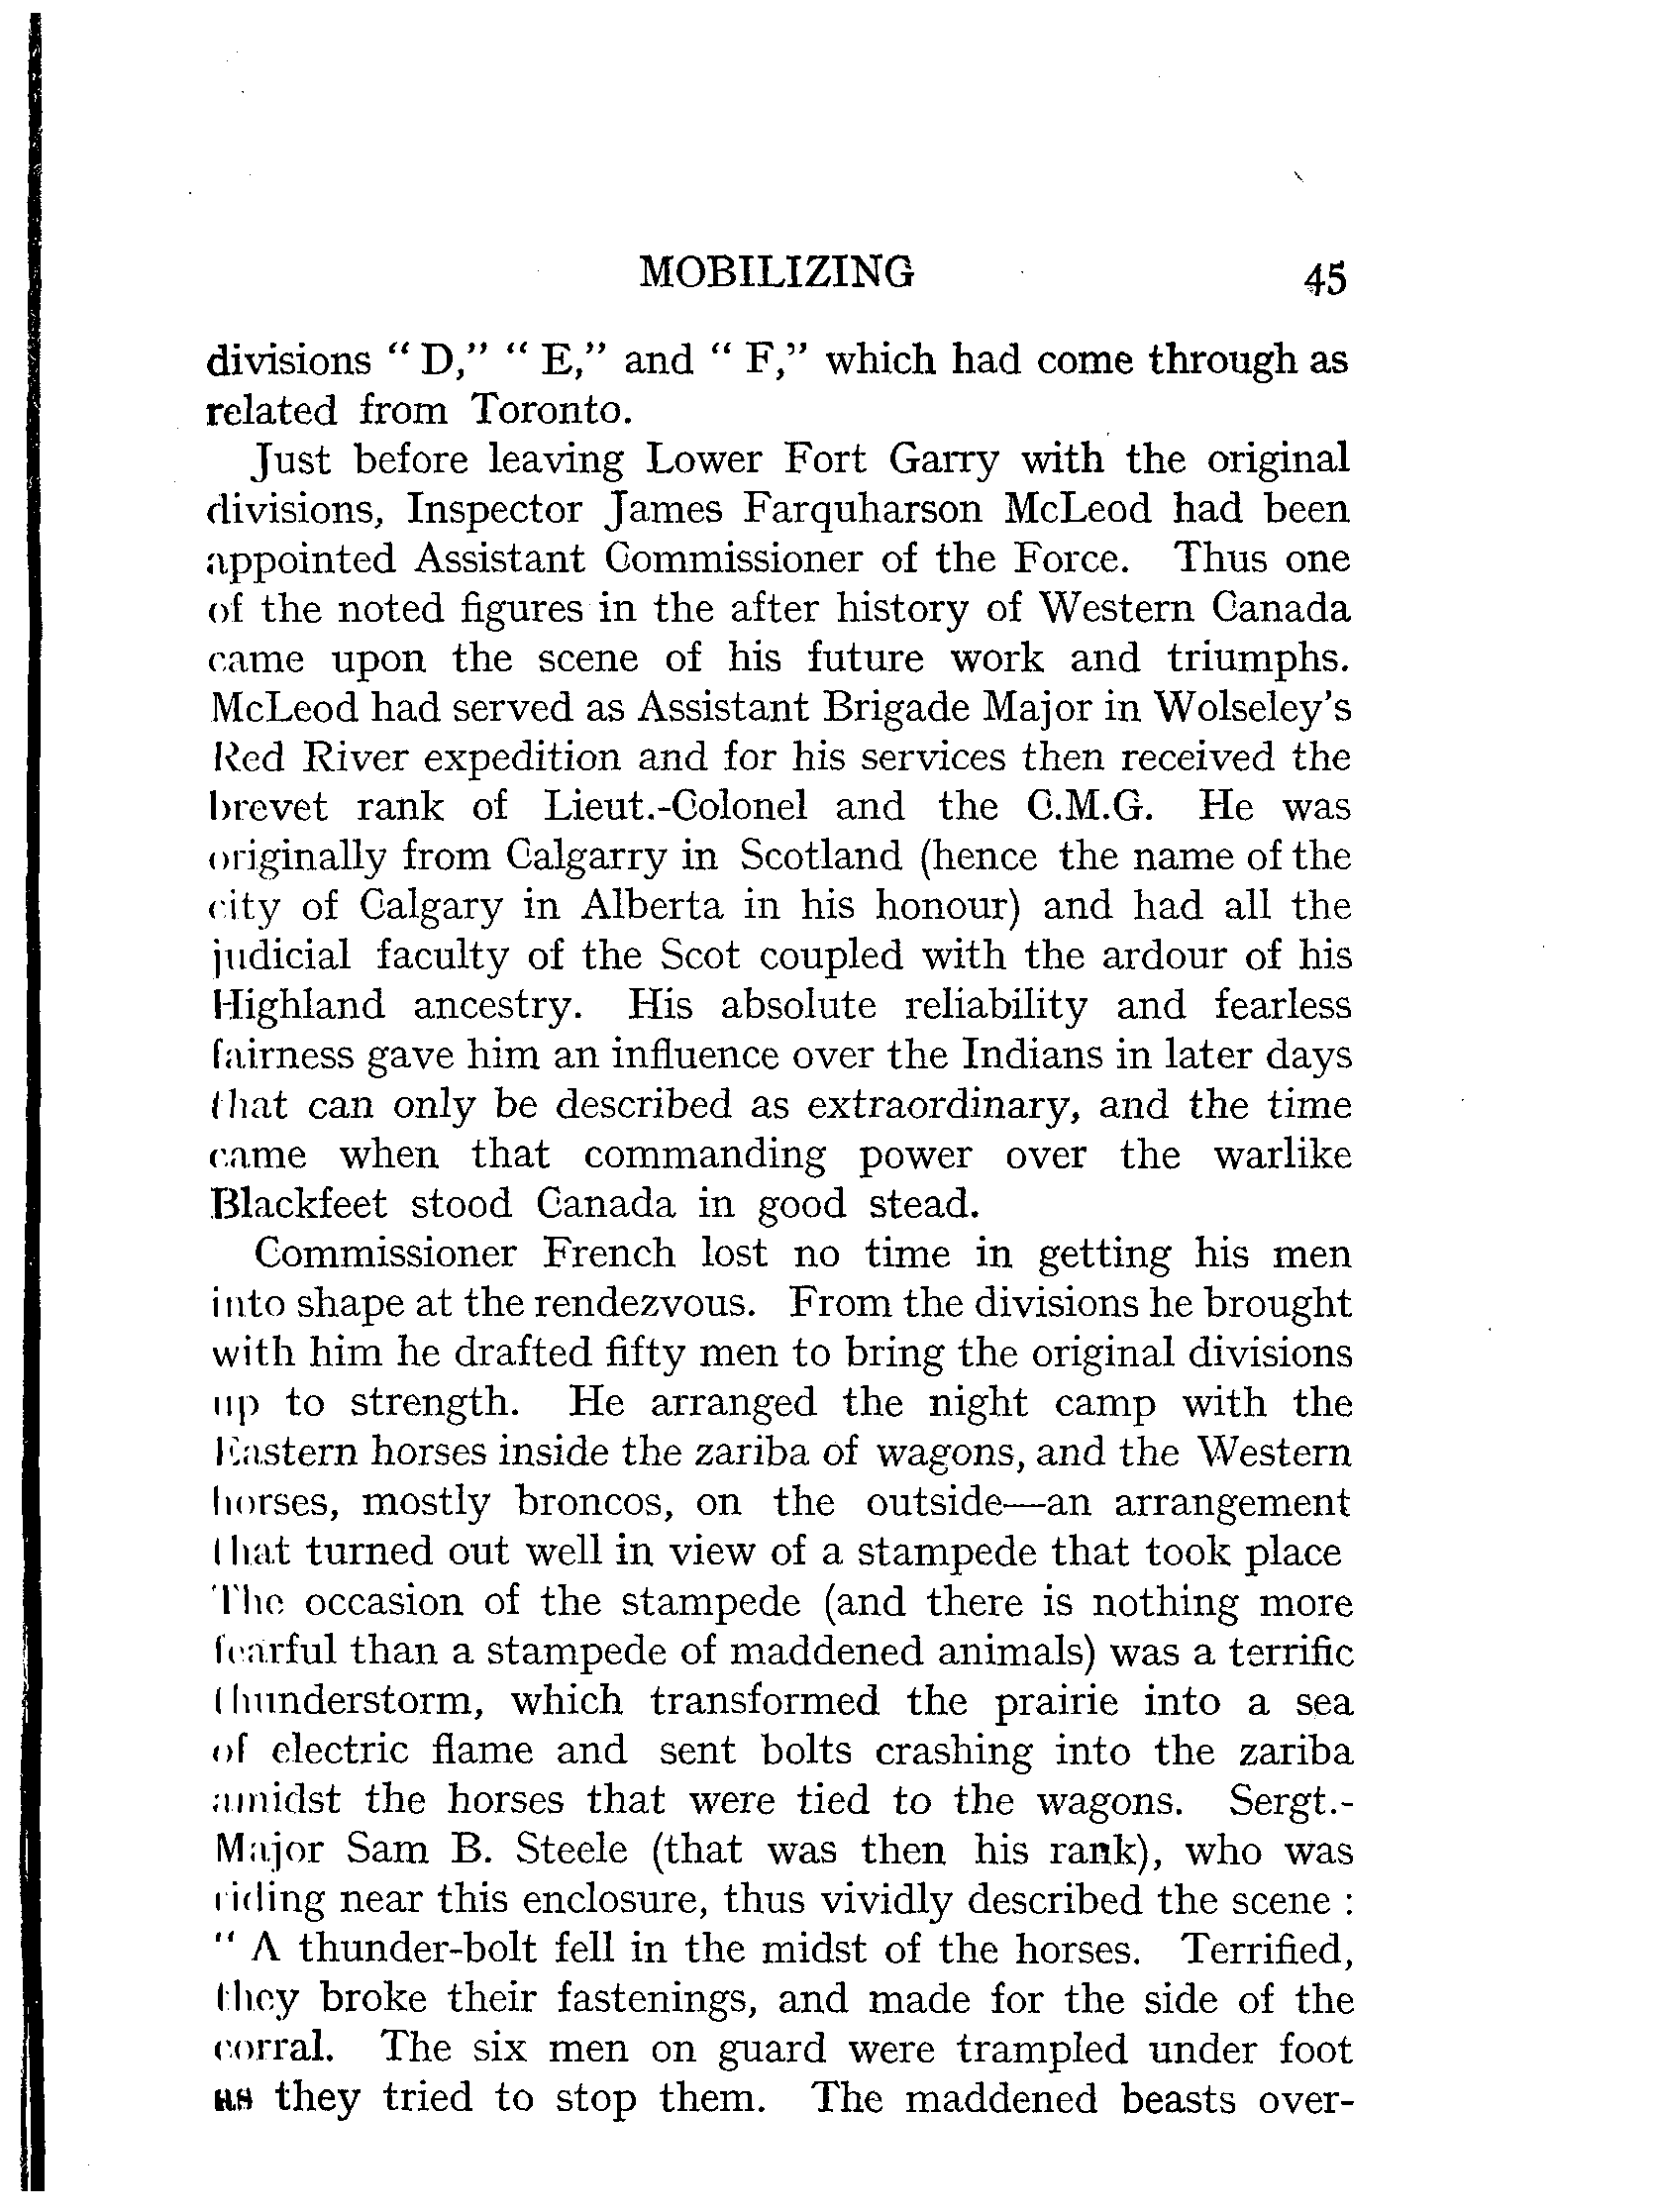 MOBILIZING 45
divisions “ D,” “ E,” and “ F,” which had come through as
related from Toronto.
Just before leaving Lower Fort Garry with the original
divisions, Inspector James Farquharson McLeod had been
appointed Assistant Commissioner of the Force. Thus one
of the noted figures in the after history of Western Canada
came upon the scene of his future work and triumphs.
McLeod had served as Assistant Brigade Major in Wolseley's
Red River expedition and for his services then received the
brevet rank of Lieut.-Colonel and the C.M.G. He was
originally from Calgarry in Scotland (hence the name of the
city of Calgary in Alberta in his honour) and had all the
judicial faculty of the Scot coupled with the ardour of his
Highland ancestry. His absolute reliability and fearless
fairness gave him an influence over the Indians in later days
that can only be described as extraordinary, and the time
came when that commanding power over the warlike
Blackfeet stood Canada in good stead.
Commissioner French lost no time in getting his men
into shape at the rendezvous. From the divisions he brought
with him he drafted fifty men to bring the original divisions
up to strength. He arranged the night camp with the
Eastern horses inside the zariba of wagons, and the Western
horses, mostly broncos, on the outside—an arrangement
that turned out well in view of a stampede that took place
The occasion of the stampede (and there is nothing more
fearful than a stampede of maddened animals) was a terrific
thunderstorm, which transformed the prairie into a sea
of electric flame and sent bolts crashing into the zariba
amidst the horses that were tied to the wagons. Sergt.-
Major Sam B. Steele (that was then his rank), who was
riding near this enclosure, thus vividly described the scene :
“ A thunder-bolt fell in the midst of the horses. Terrified,
they broke their fastenings, and made for the side of the
corral. The six men on guard were trampled under foot
as they tried to stop them. The maddened beasts over-